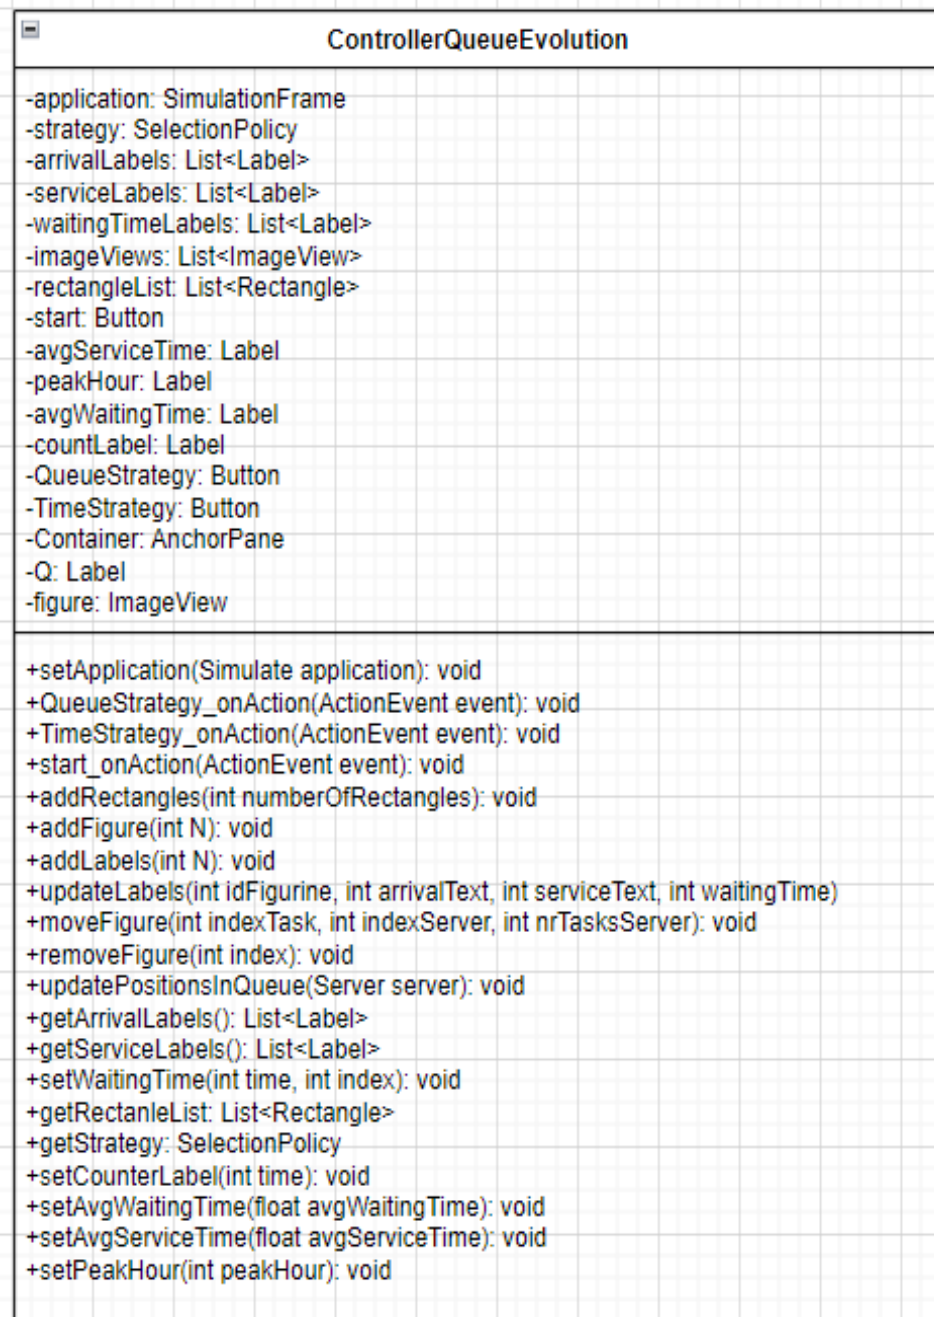 ControllerQueueEvolution
-application: SimulationFrame
-strategy: SelectionPolicy
-arrivalLabels: List<Label>
-serviceLabels: List<Label>
-waitingTimeLabels: List<Label>
-imageViews: List<ImageView>
-rectangleList: List<Rectangle>
-start: Button
-avgServiceTime: Label
-peakHour: Label
-avgWaitingTime: Label
-countLabel: Label
-QueueStrategy: Button
-TimeStrategy: Button
-Container: AnchorPane
-Q: Label
-figure: ImageView
+setApplication(Simulate application): void
+QueueStrategy_onAction(ActionEvent event): void
+TimeStrategy_onAction(ActionEvent event): void
+start_onAction(ActionEvent event): void
+addRectangles(int numberOfRectangles): void
+addFigure(int N): void
+addLabels(int N): void
+updateLabels(int idFigurine, int arrivalText, int serviceText, int waitingTime)
+moveFigure(int indexTask, int indexServer, int nrTasksServer): void
+removeFigure(int index): void
+updatePositionsInQueue(Server server): void
+getArrivalLabels(): List<Label>
+getServiceLabels(): List<Label>
+setWaitingTime(int time, int index): void
+getRectanleList: List<Rectangle>
+getStrategy: SelectionPolicy
+setCounterLabel(int time): void
+setAvgWaitingTime(float avgWaitingTime): void
+setAvgServiceTime(float avgServiceTime): void
+setPeakHour(int peakHour): void